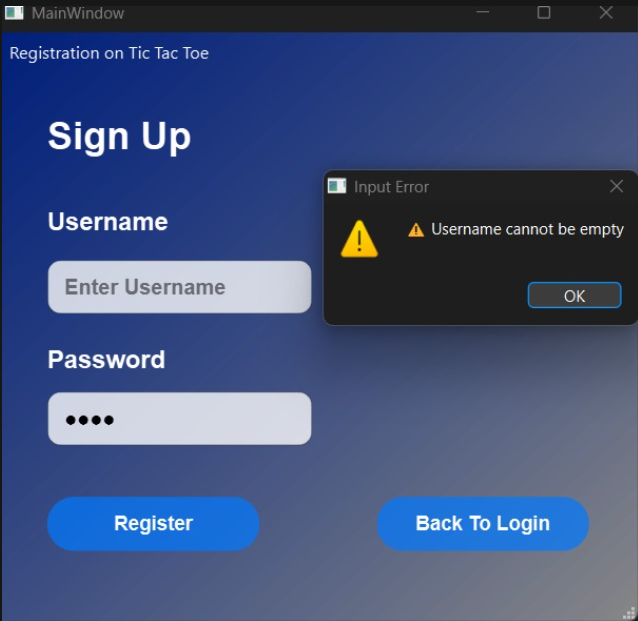 MainWindow
Registration on Tic Tac Toe
Sign Up
Input Error
Username
⚠ Username cannot be empty
Enter Username
OK
Password
●●●●
Register
Back To Login